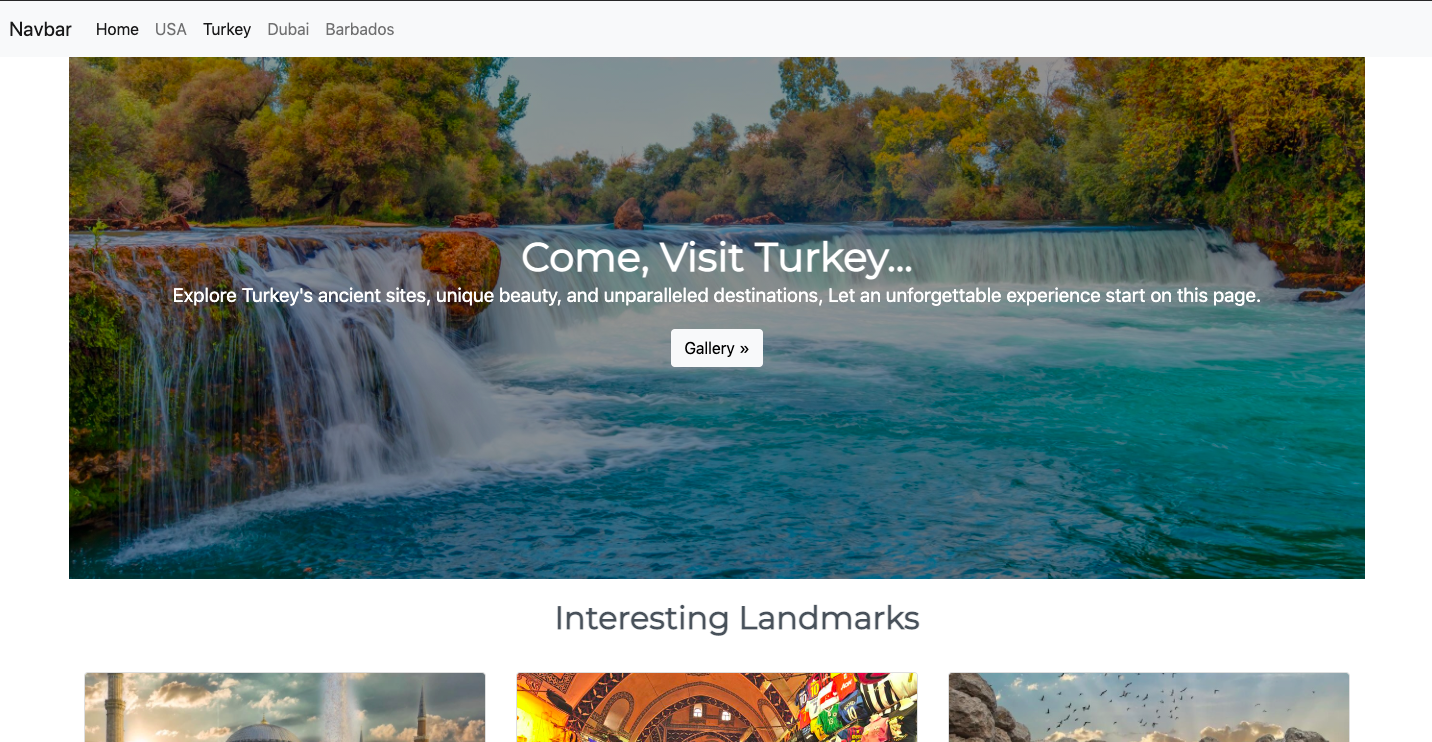 Navbar Home USA Turkey Dubai Barbados
Come, Visit Turkey...
Explore Turkey's ancient sites, unique beauty, and unparalleled destinations, Let an unforgettable experience start on this page.
Gallery »
Interesting Landmarks